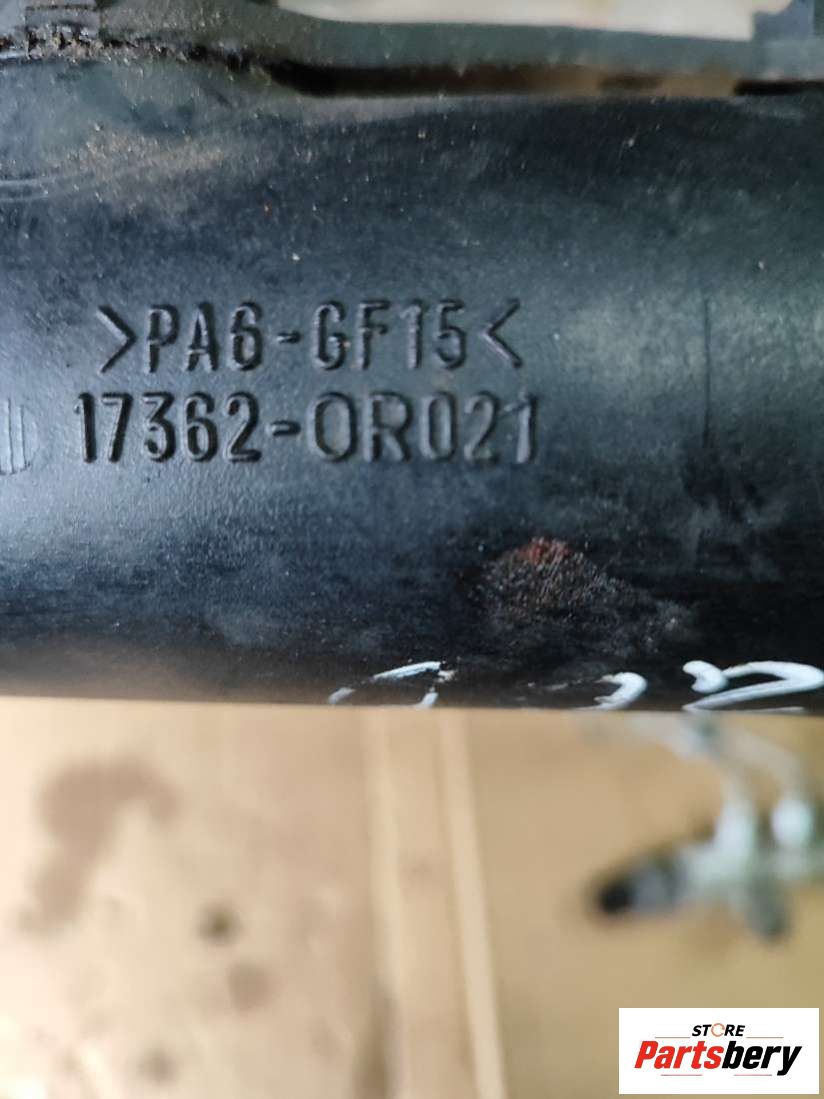 >PA6-GF15<
17362-0R021
STORE
Partsbery